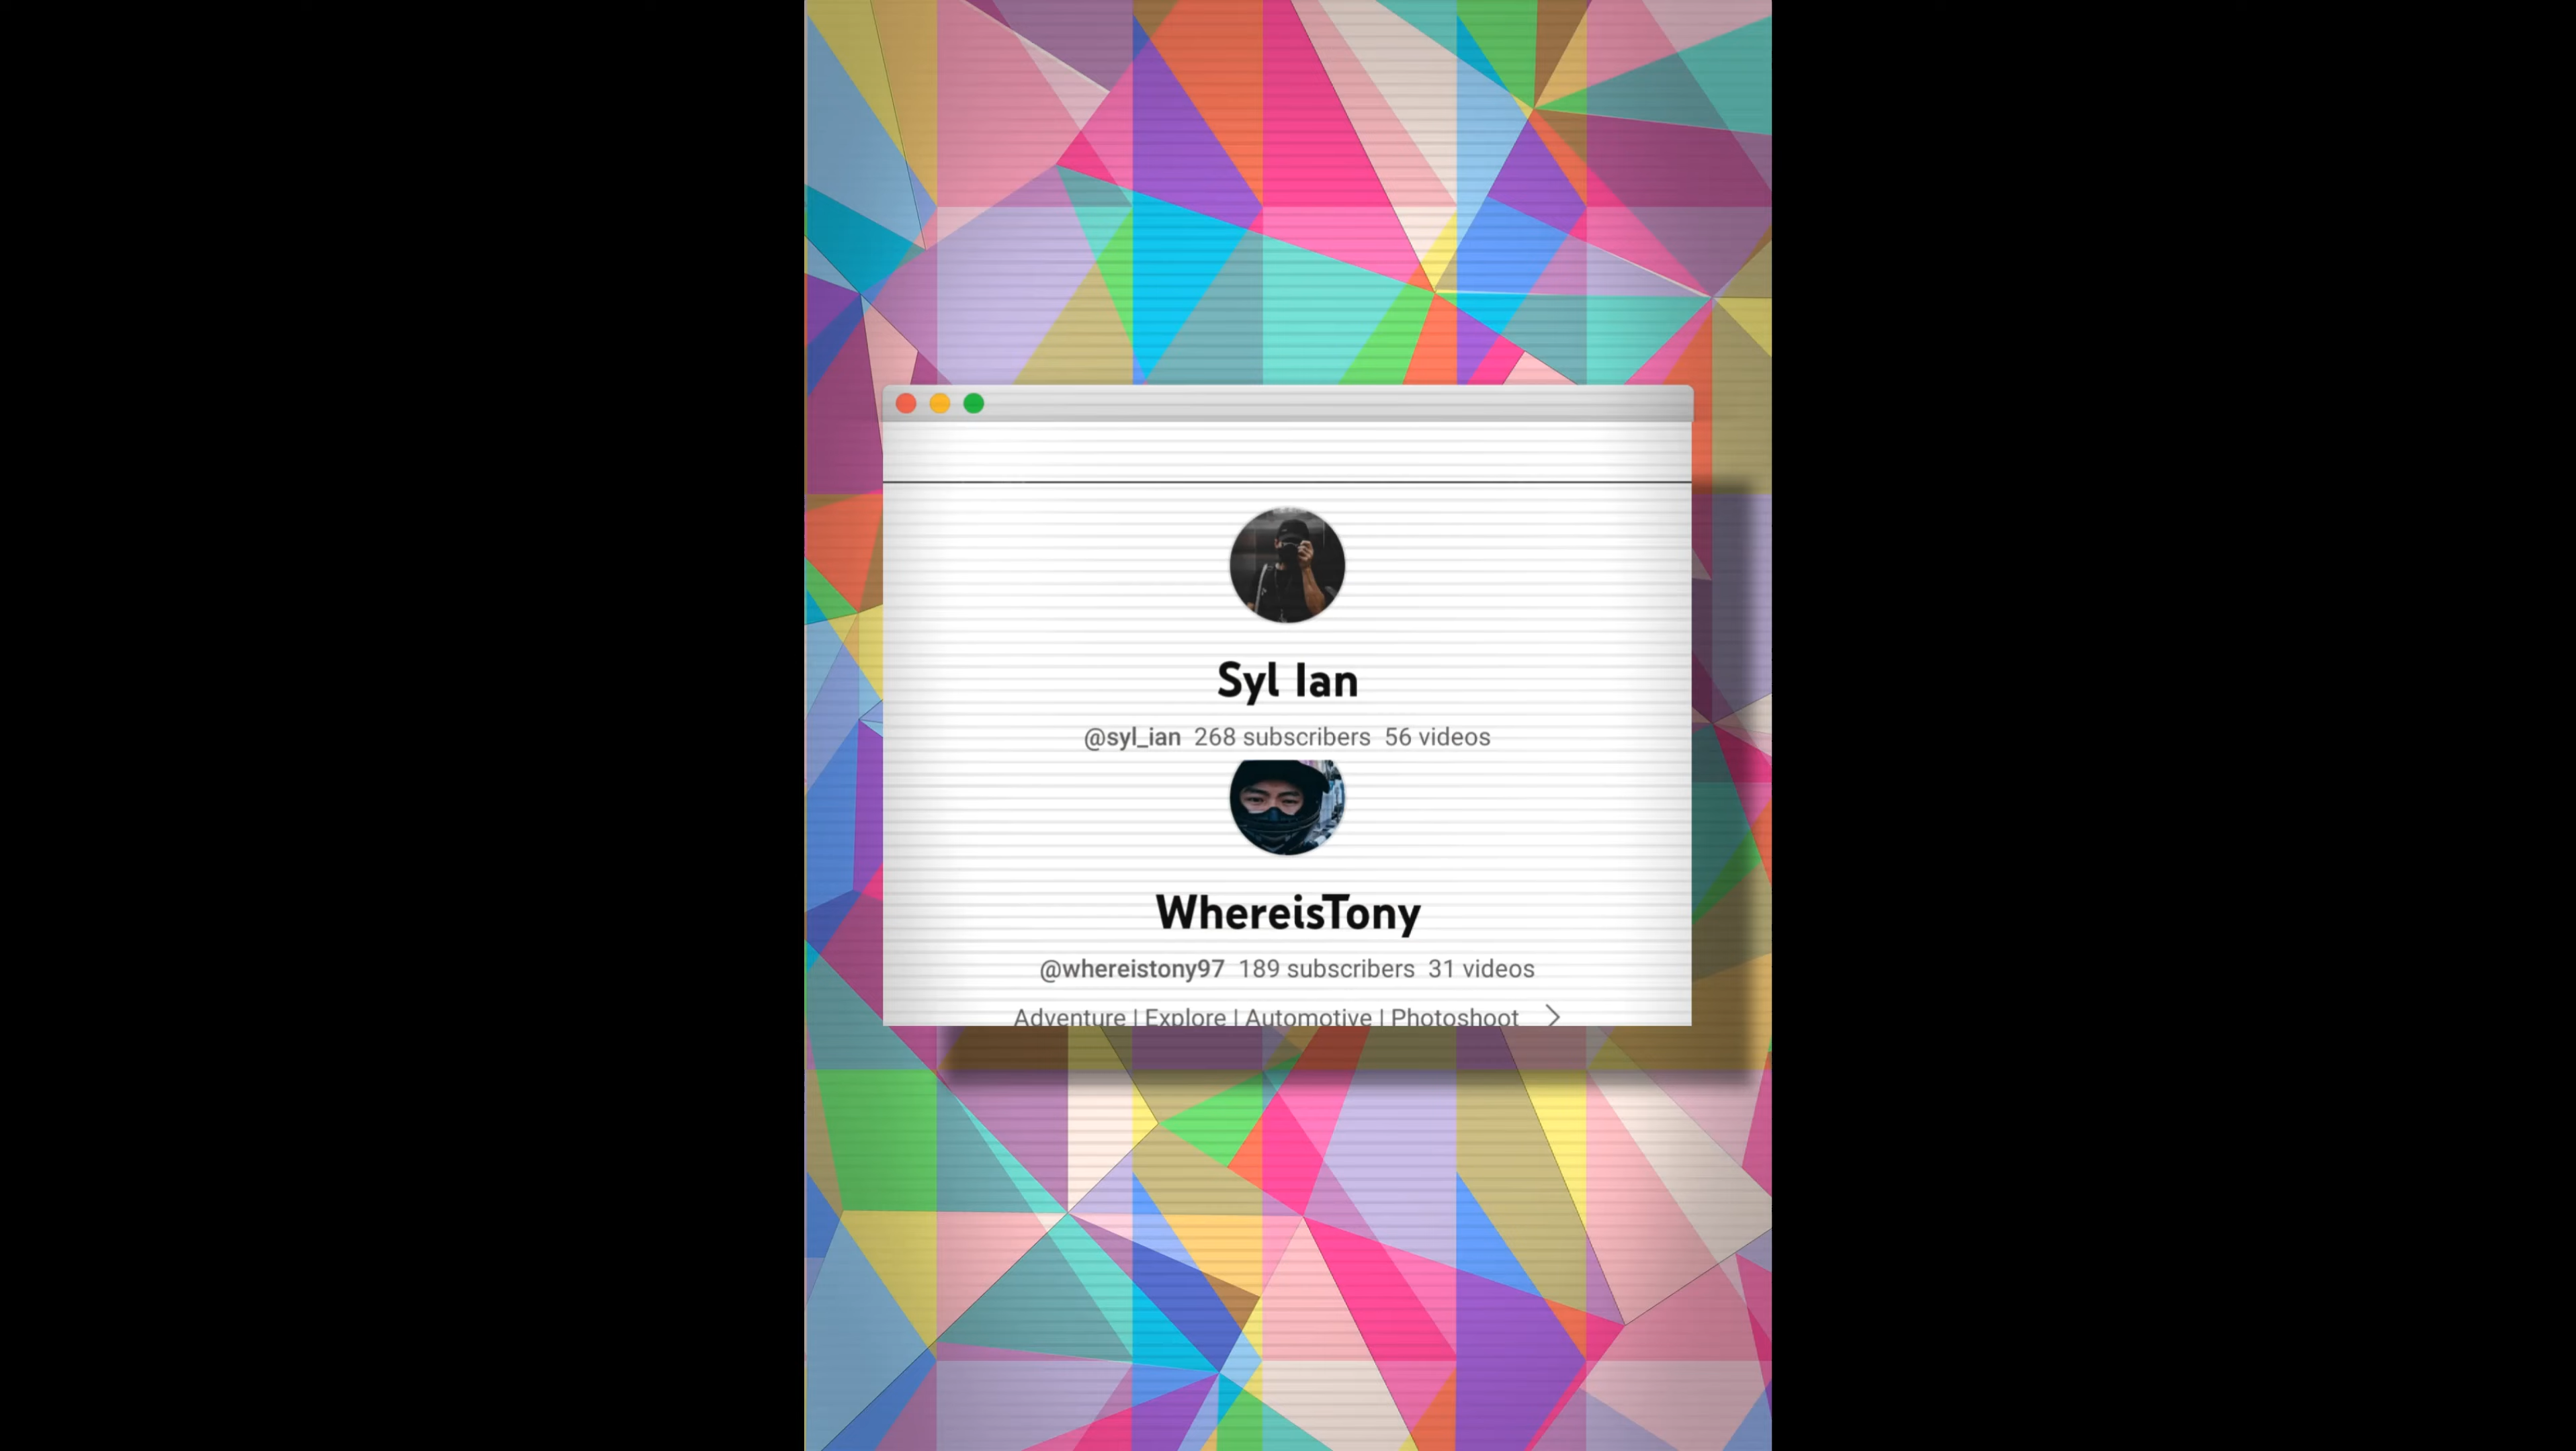 Syl Ian
@syl_ian 268 subscribers 56 videos
WhereisTony
@whereistony97 189 subscribers 31 videos
Adventure | Explore | Automotive | Photoshoot